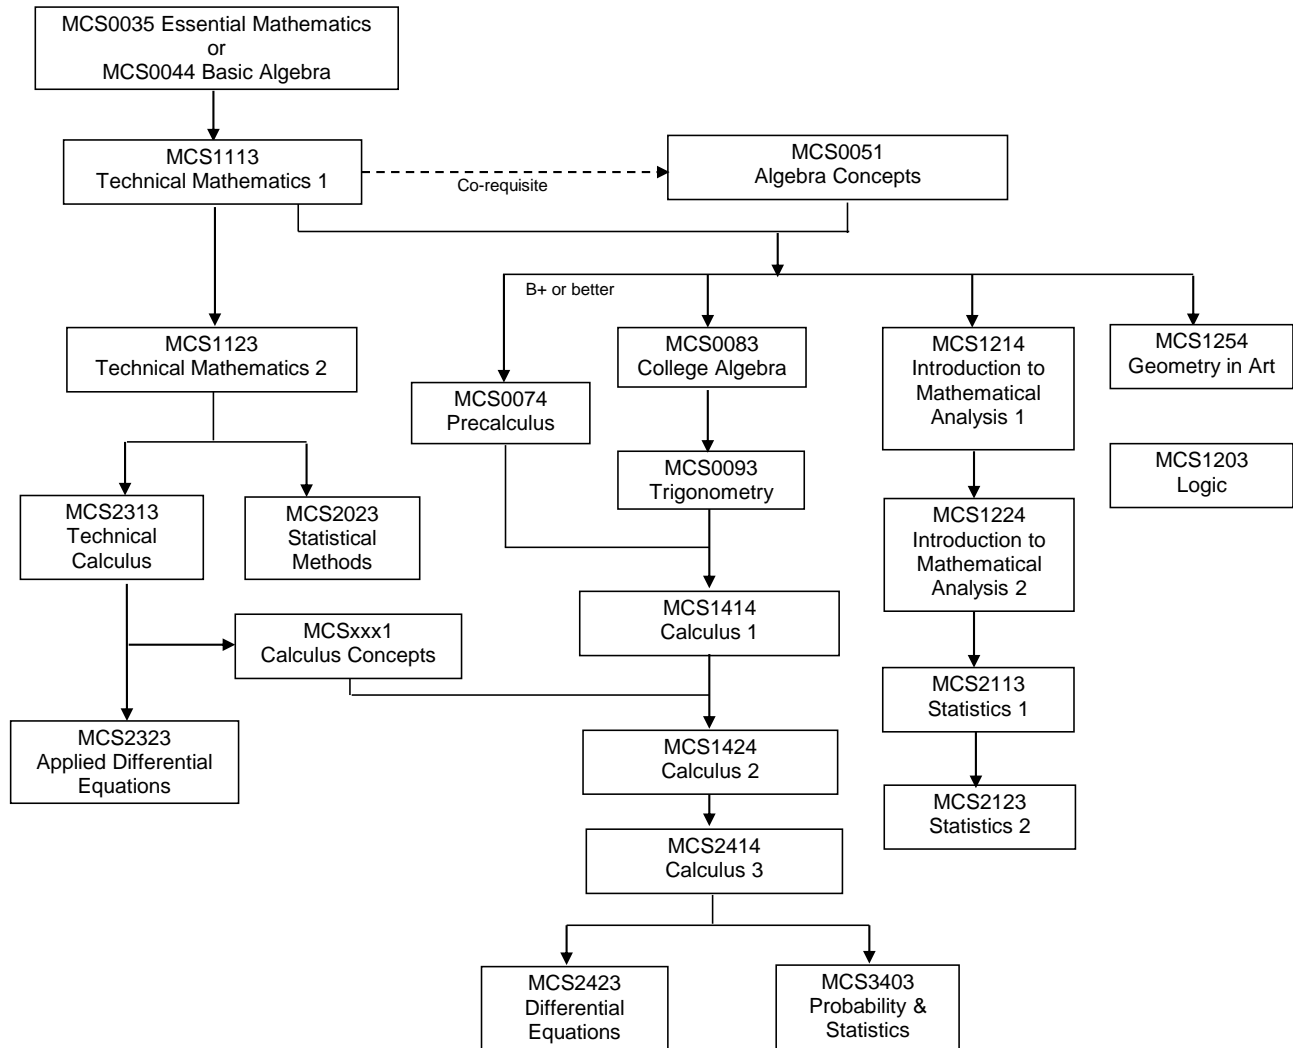 MCS0035 Essential Mathematics
or
MCS0044 Basic Algebra
MCS1113
Technical Mathematics 1
Co-requisite
MCS0051
Algebra Concepts
B+ or better
MCS1123
Technical Mathematics 2
MCS0074
Precalculus
MCS0083
College Algebra
MCS1214
Introduction to
Mathematical
Analysis 1
MCS1254
Geometry in Art
MCS0093
Trigonometry
MCS1203
Logic
MCS2313
Technical
Calculus
MCS2023
Statistical
Methods
MCS1224
Introduction to
Mathematical
Analysis 2
MCSxxx1
Calculus Concepts
MCS1414
Calculus 1
MCS2113
Statistics 1
MCS2323
Applied Differential
Equations
MCS1424
Calculus 2
MCS2123
Statistics 2
MCS2414
Calculus 3
MCS2423
Differential
Equations
MCS3403
Probability &
Statistics